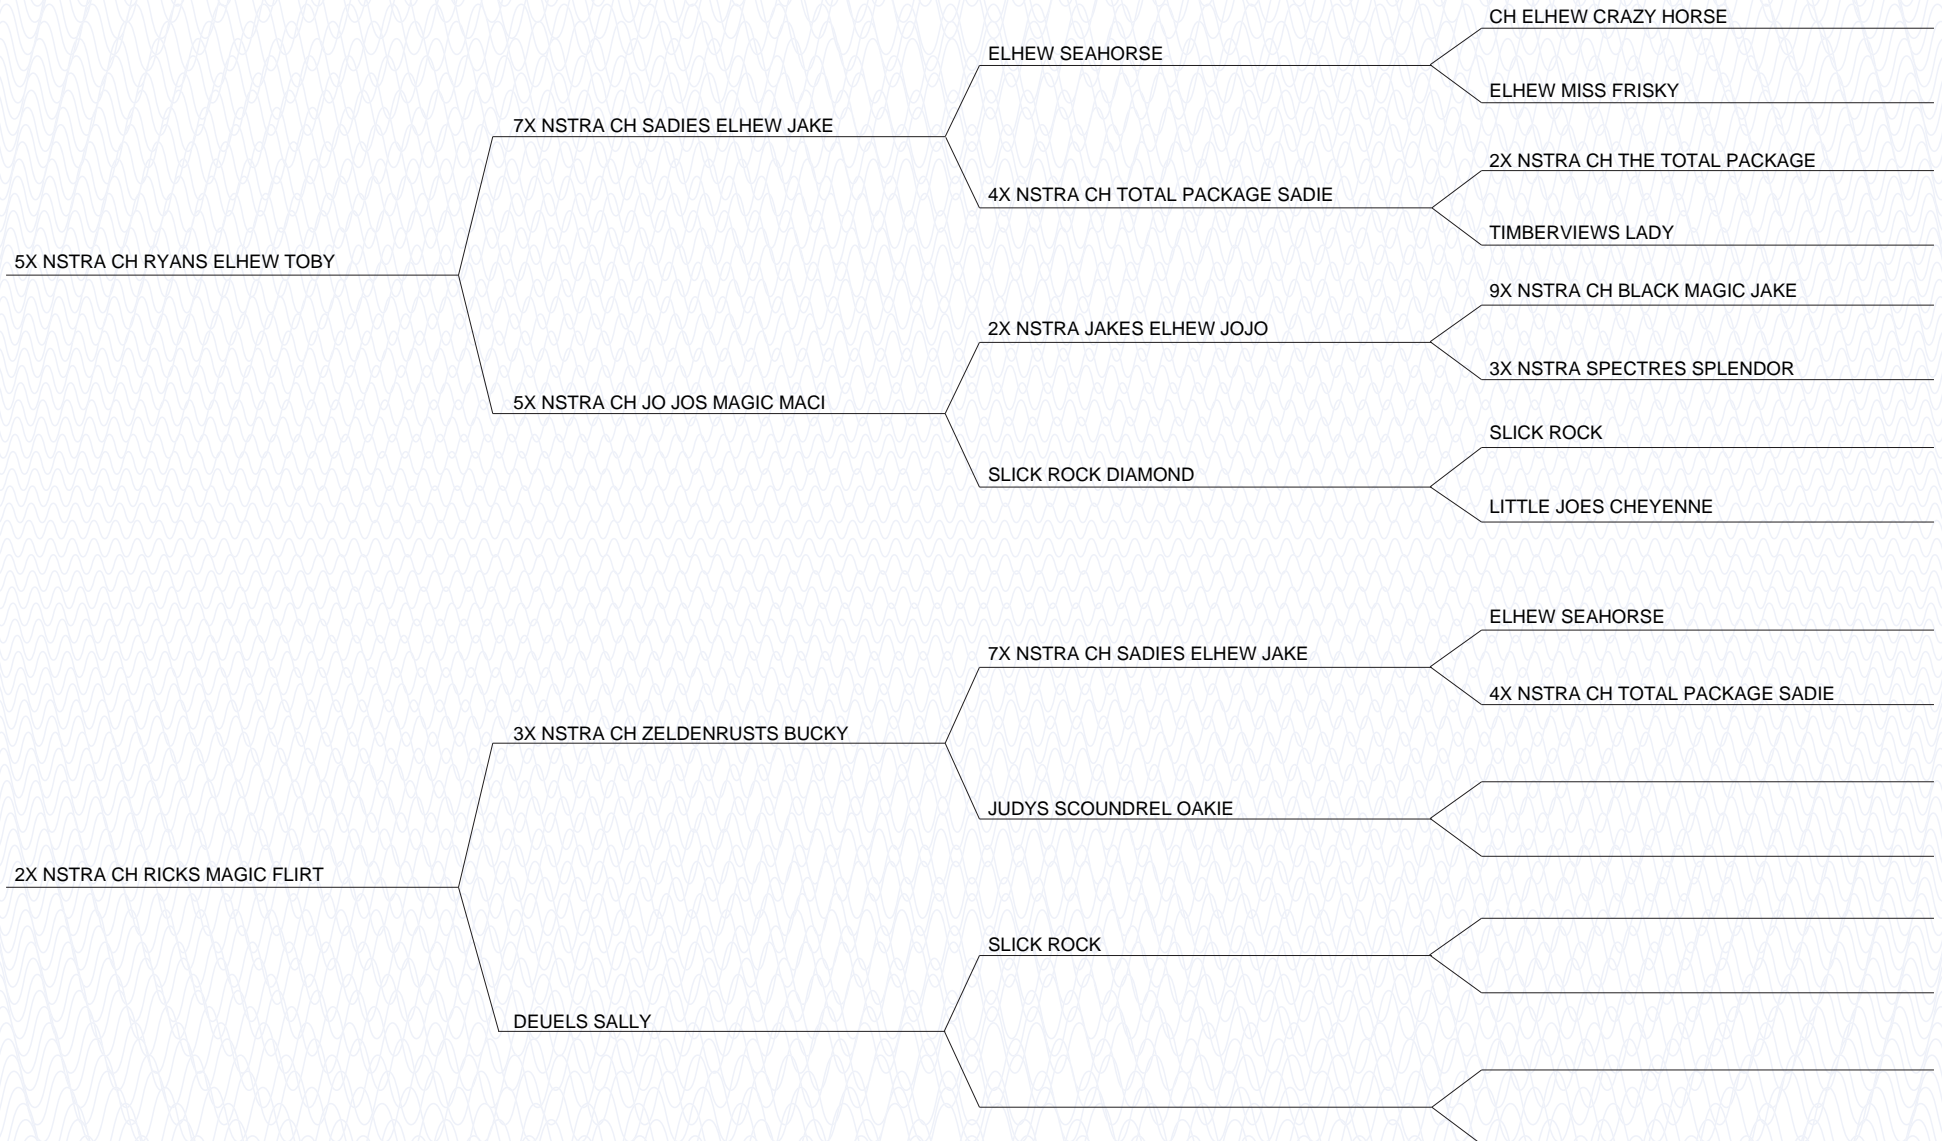 CH ELHEW CRAZY HORSE
ELHEW SEAHORSE
ELHEW MISS FRISKY
7X NSTRA CH SADIES ELHEW JAKE
2X NSTRA CH THE TOTAL PACKAGE
4X NSTRA CH TOTAL PACKAGE SADIE
TIMBERVIEWS LADY
5X NSTRA CH RYANS ELHEW TOBY
9X NSTRA CH BLACK MAGIC JAKE
2X NSTRA JAKES ELHEW JOJO
3X NSTRA SPECTRES SPLENDOR
5X NSTRA CH JO JOS MAGIC MACI
SLICK ROCK
SLICK ROCK DIAMOND
LITTLE JOES CHEYENNE
ELHEW SEAHORSE
7X NSTRA CH SADIES ELHEW JAKE
4X NSTRA CH TOTAL PACKAGE SADIE
3X NSTRA CH ZELDENRUSTS BUCKY
JUDYS SCOUNDREL OAKIE
2X NSTRA CH RICKS MAGIC FLIRT
SLICK ROCK
DEUELS SALLY